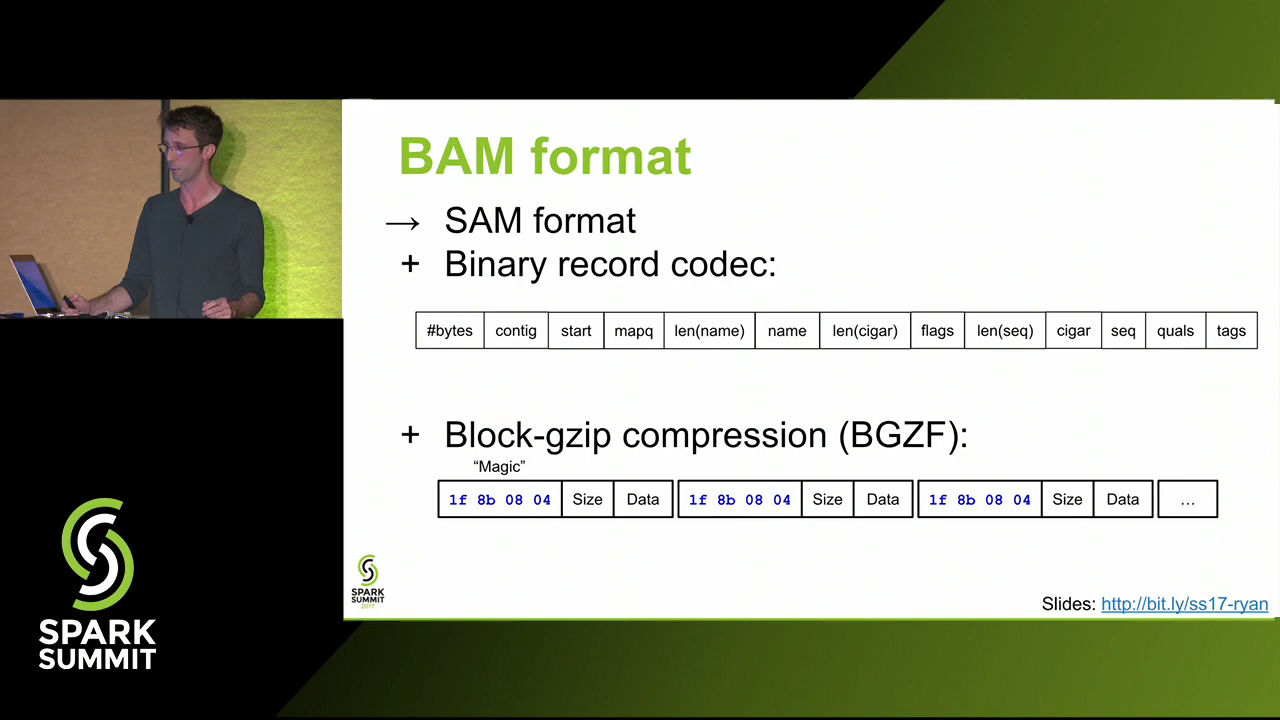 BAM format
→ SAM format
+ Binary record codec:
#bytes contig start mapq len(name) name len(cigar) flags len(seq) cigar seq quals tags
+ Block-gzip compression (BGZF):
“Magic”
1f 8b 08 04 Size Data 1f 8b 08 04 Size Data 1f 8b 08 04 Size Data ...
SPARK
SUMMIT
2017
Slides: http://bit.ly/ss17-ryan
SPARK
SUMMIT